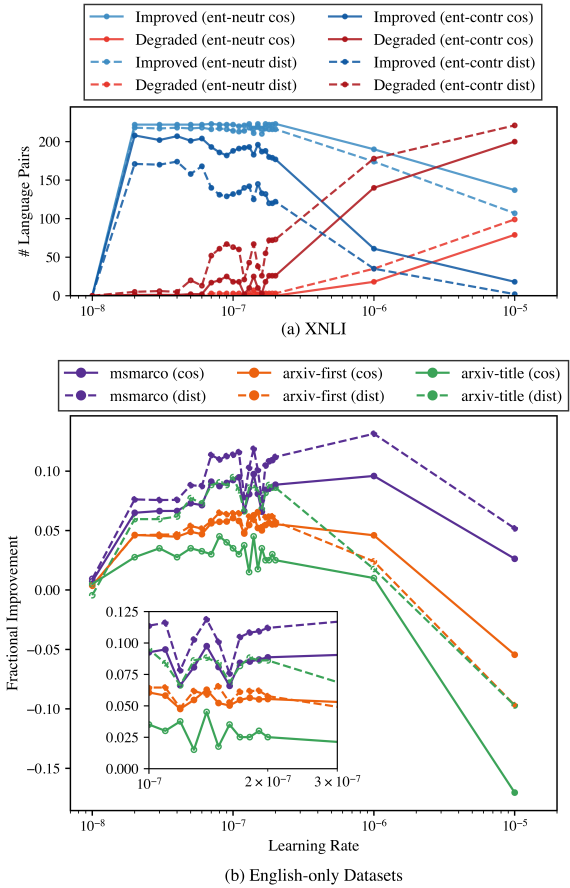 Improved (ent-neutr cos) Improved (ent-contr cos)
Degraded (ent-neutr cos) Degraded (ent-contr cos)
Improved (ent-neutr dist) Improved (ent-contr dist)
Degraded (ent-neutr dist) Degraded (ent-contr dist)
# Language Pairs
200
150
100
50
0
10⁻⁸ 10⁻⁷ 10⁻⁶ 10⁻⁵
(a) XNLI
msmarco (cos) arxiv-first (cos) arxiv-title (cos)
msmarco (dist) arxiv-first (dist) arxiv-title (dist)
Fractional Improvement
0.10
0.05
0.00
−0.05
−0.10
−0.15
0.125
0.100
0.075
0.050
0.025
0.000
10⁻⁷ 2 × 10⁻⁷ 3 × 10⁻⁷
10⁻⁸ 10⁻⁷ 10⁻⁶ 10⁻⁵
Learning Rate
(b) English-only Datasets